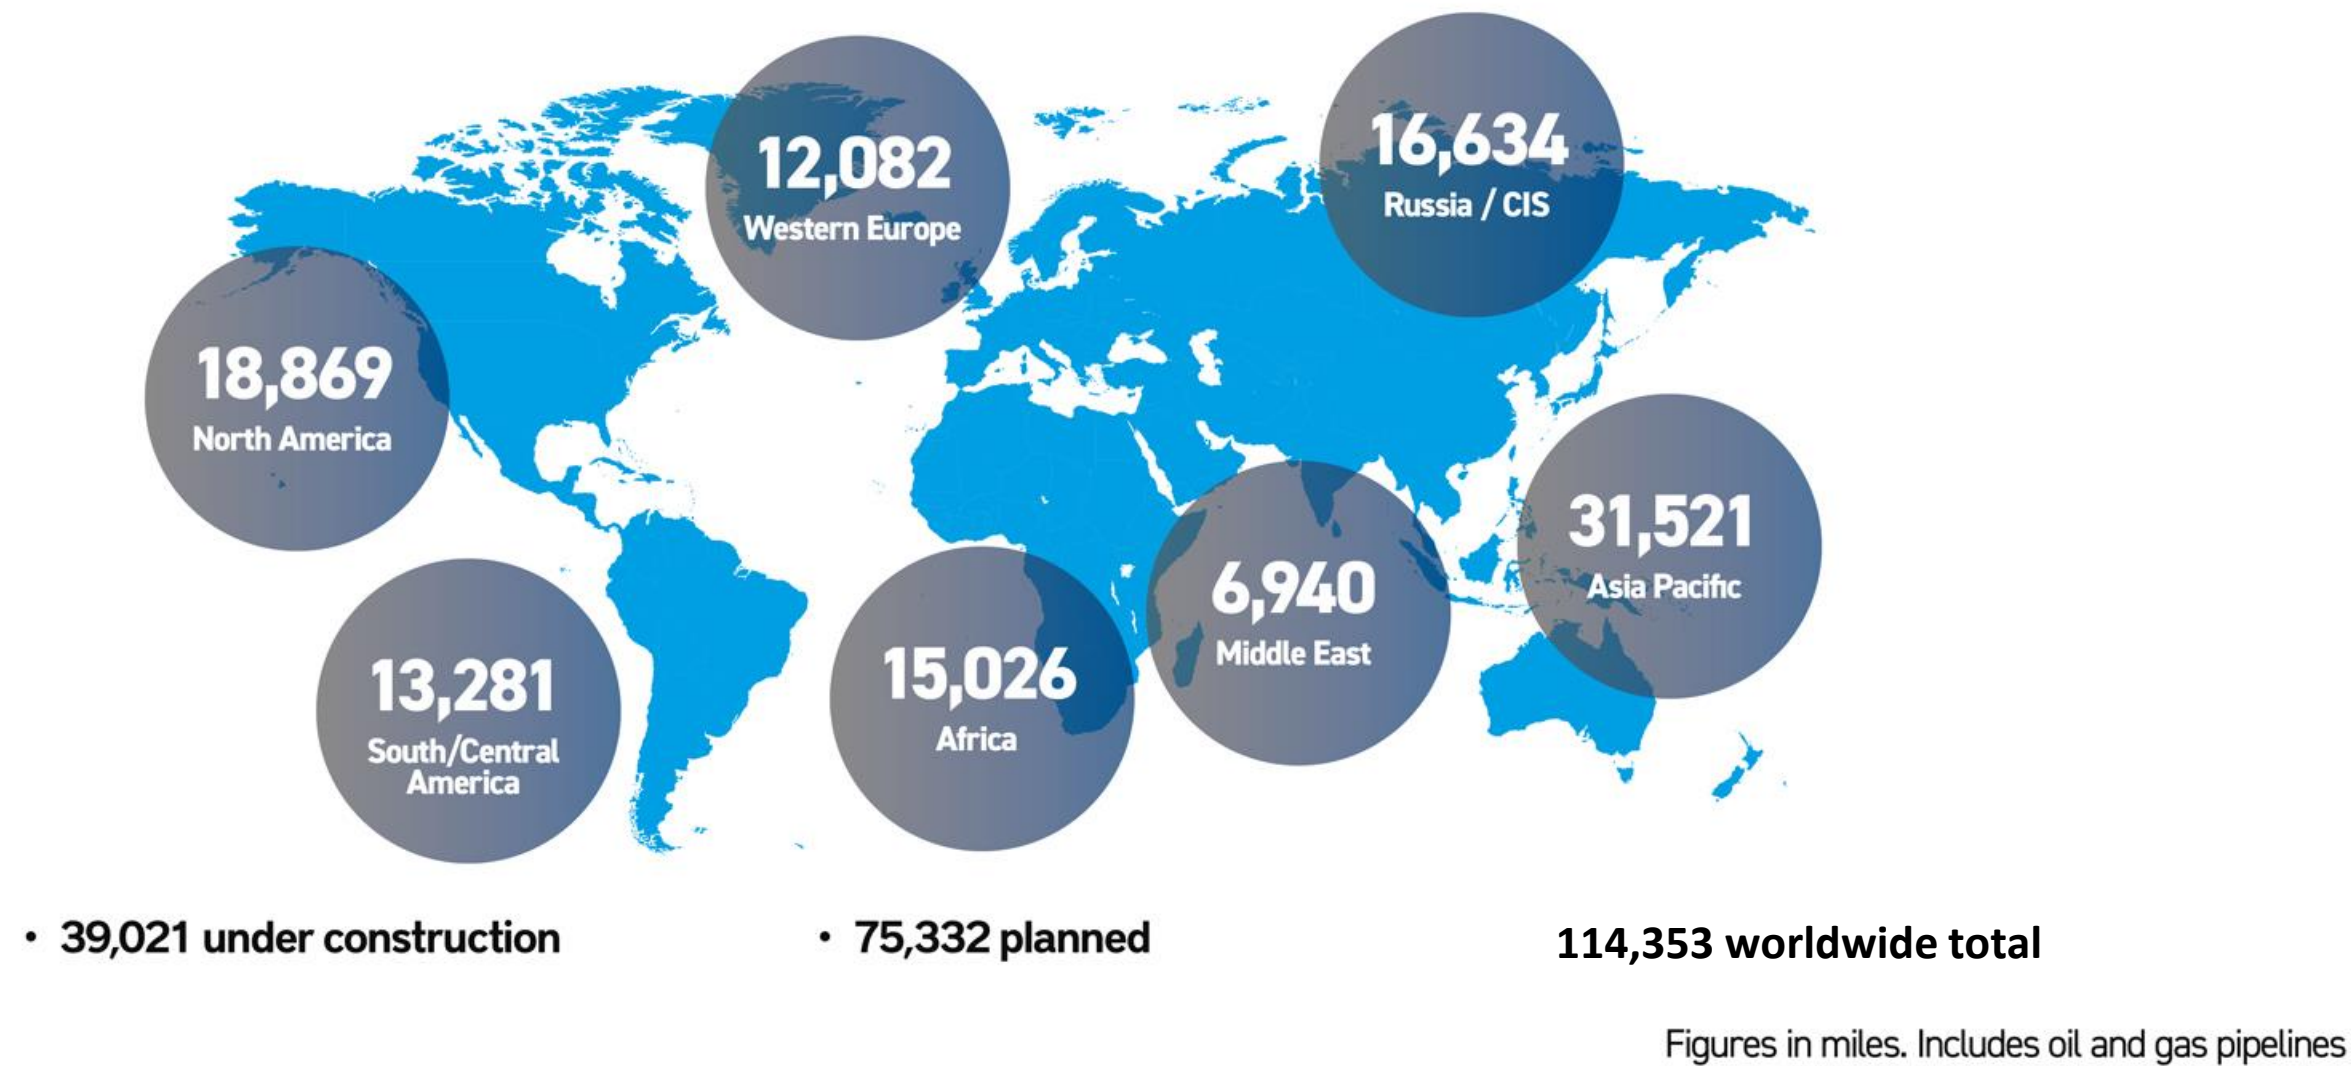 12,082
Western Europe
16,634
Russia / CIS
18,869
North America
31,521
Asia Pacific
6,940
Middle East
15,026
Africa
13,281
South/Central
America
• 39,021 under construction
• 75,332 planned
114,353 worldwide total
Figures in miles. Includes oil and gas pipelines